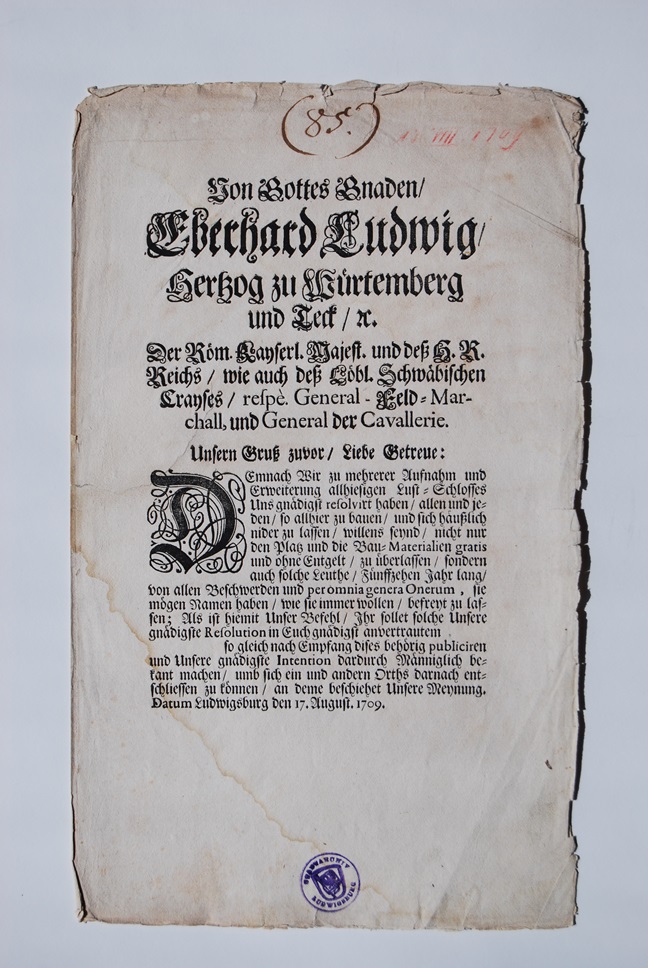 (85.)
Von Gottes Gnaden/
Eberhard Ludwig/
Hertzog zu Würtemberg
und Teck / ꝛc.
Der Röm. Kayserl. Majest. und deß H. R.
Reichs / wie auch deß Löbl. Schwäbischen
Crayses / respè. General - Feld = Mar-
chall, und General der Cavallerie.
Unsern Gruß zuvor / Liebe Getreue:
DEmnach Wir zu mehrerer Aufnahm und
Erweiterung allhiesigen Lust = Schlosses
Uns gnädigst resolvirt haben / allen und je-
den / so allhier zu bauen / und sich häußlich
nider zu lassen / willens seynd / nicht nur
den Platz und die Bau-Materialien gratis
und ohne Entgelt / zu überlassen / sondern
auch solche Leuthe / Fünffzehen Jahr lang/
von allen Beschwerden und per omnia genera Onerum , sie
mögen Namen haben / wie sie immer wollen / befreyt zu las-
sen; Als ist hiemit Unser Befehl / Ihr sollet solche Unsere
gnädigste Resolution in Euch gnädigst anvertrautem
so gleich nach Empfang dises behörig publiciren
und Unsere gnädigste Intention dardurch Männiglich be-
kant machen / umb sich ein und andern Orths darnach ent-
schliessen zu können / an deme beschiehet Unsere Meynung.
Datum Ludwigsburg den 17. August. 1709.
STADTARCHIV
LUDWIGSBURG